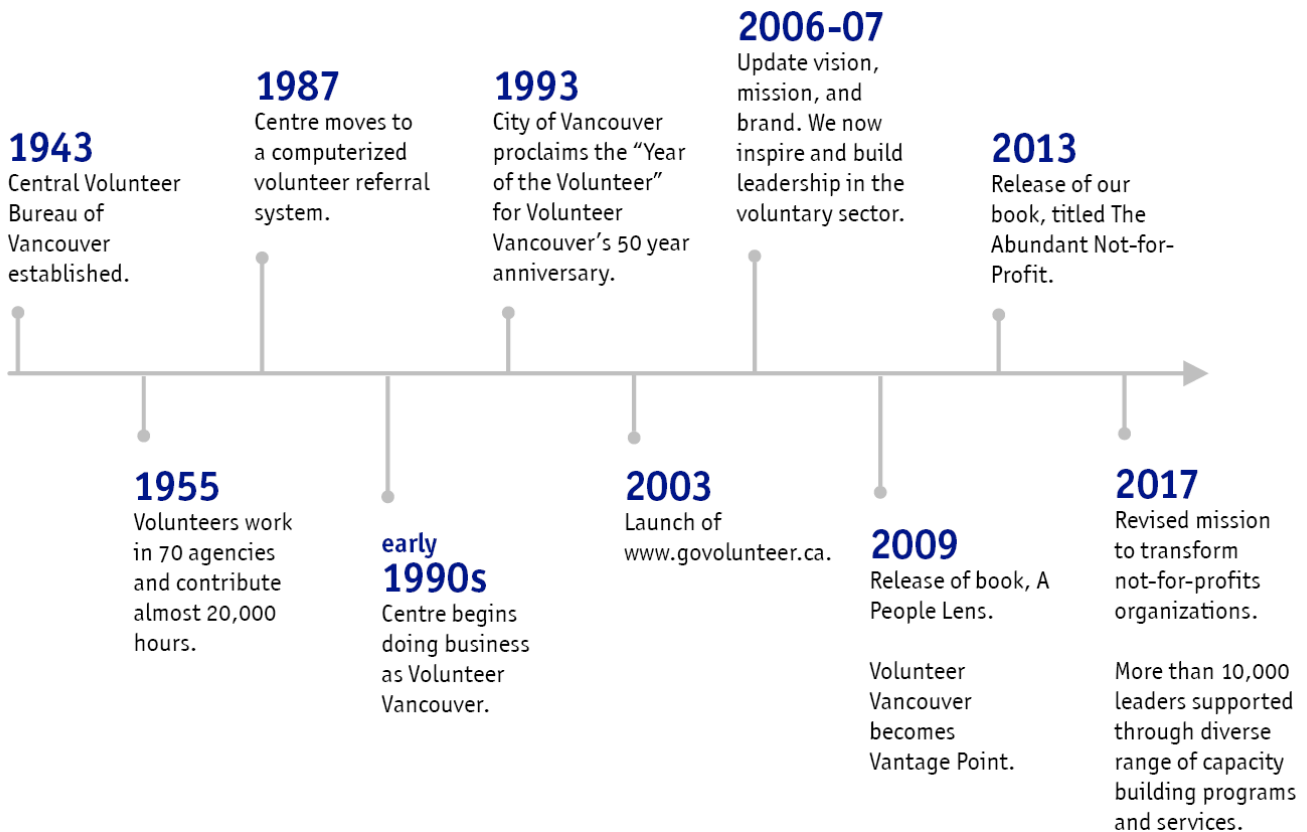 1943
Central Volunteer
Bureau of
Vancouver
established.
1955
Volunteers work
in 70 agencies
and contribute
almost 20,000
hours.
1987
Centre moves to
a computerized
volunteer referral
system.
early
1990s
Centre begins
doing business
as Volunteer
Vancouver.
1993
City of Vancouver
proclaims the “Year
of the Volunteer”
for Volunteer
Vancouver’s 50 year
anniversary.
2003
Launch of
www.govolunteer.ca.
2006-07
Update vision,
mission, and
brand. We now
inspire and build
leadership in the
voluntary sector.
2009
Release of book, A
People Lens.
Volunteer
Vancouver
becomes
Vantage Point.
2013
Release of our
book, titled The
Abundant Not-for-
Profit.
2017
Revised mission
to transform
not-for-profits
organizations.
More than 10,000
leaders supported
through diverse
range of capacity
building programs
and services.